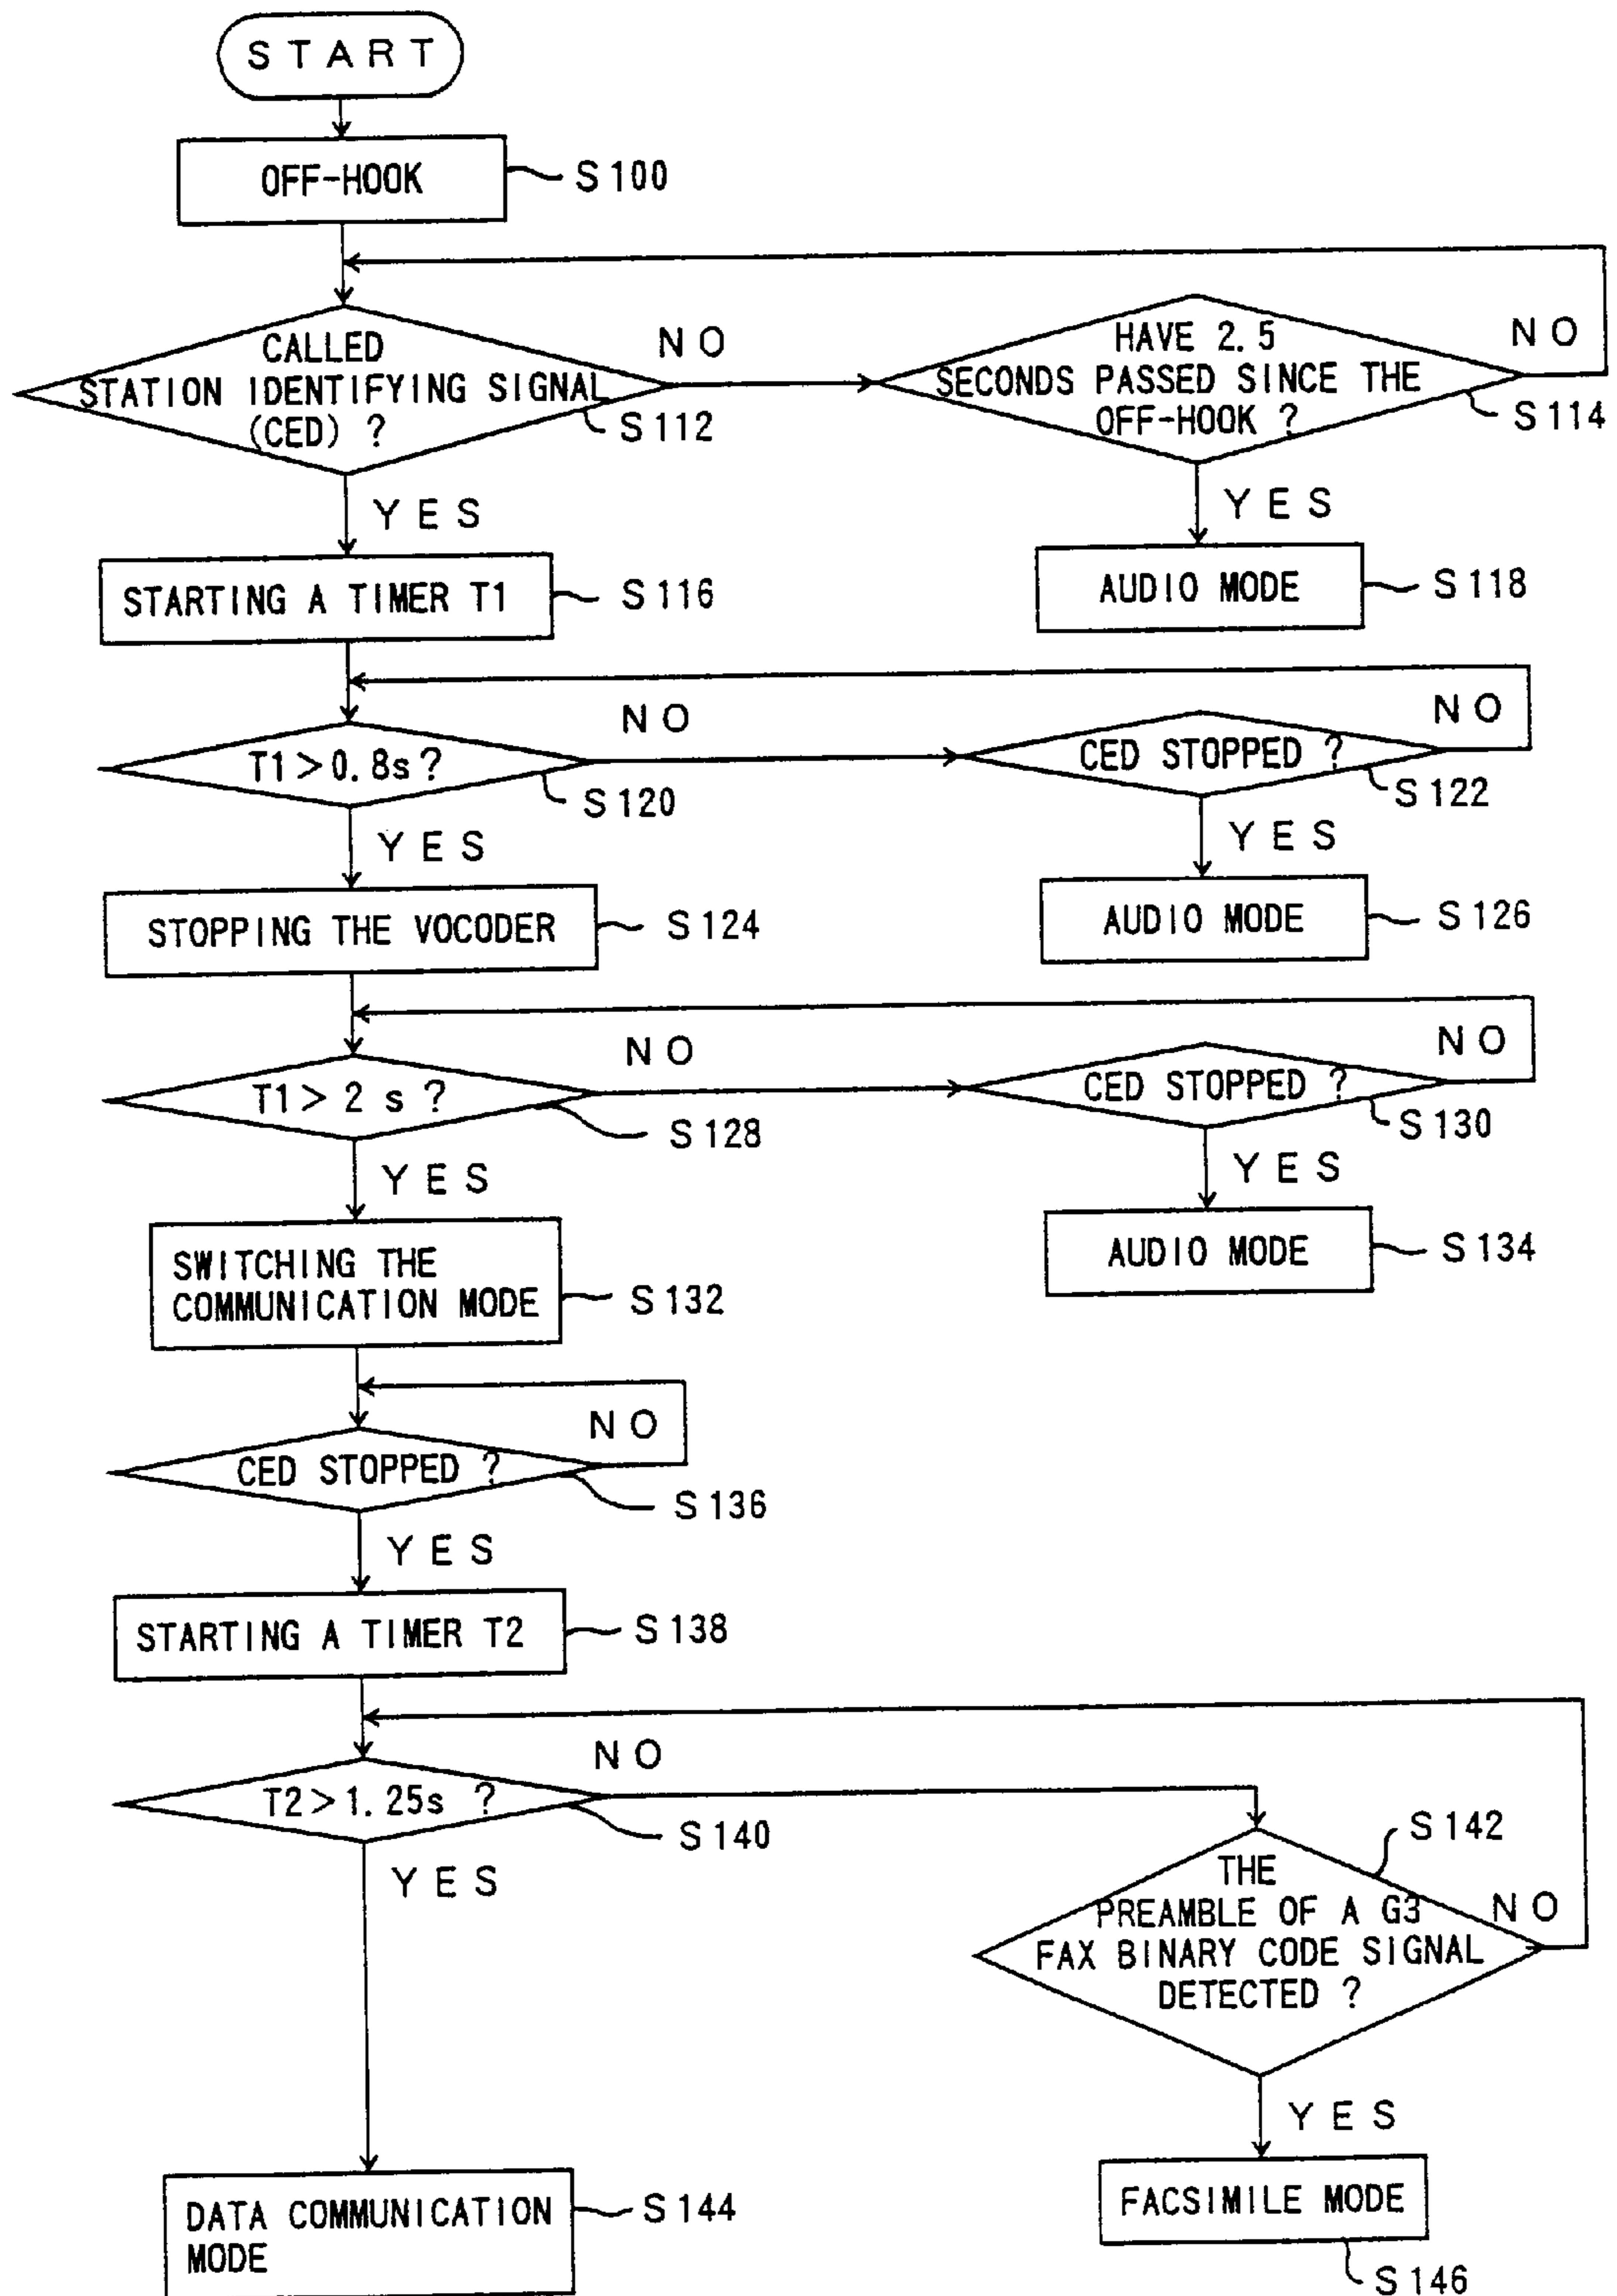 START
OFF-HOOK
S100
CALLED
STATION IDENTIFYING SIGNAL
(CED) ?
S112
NO
HAVE 2.5
SECONDS PASSED SINCE THE
OFF-HOOK ?
S114
NO
YES
YES
STARTING A TIMER T1
S116
AUDIO MODE
S118
T1>0.8s?
S120
NO
CED STOPPED ?
S122
NO
YES
YES
STOPPING THE VOCODER
S124
AUDIO MODE
S126
T1>2 s ?
S128
NO
CED STOPPED ?
S130
NO
YES
YES
SWITCHING THE
COMMUNICATION MODE
S132
AUDIO MODE
S134
NO
CED STOPPED ?
S136
YES
STARTING A TIMER T2
S138
NO
T2>1.25s ?
S140
YES
S142
THE
PREAMBLE OF A G3
FAX BINARY CODE SIGNAL
DETECTED ?
NO
YES
DATA COMMUNICATION
MODE
S144
FACSIMILE MODE
S146